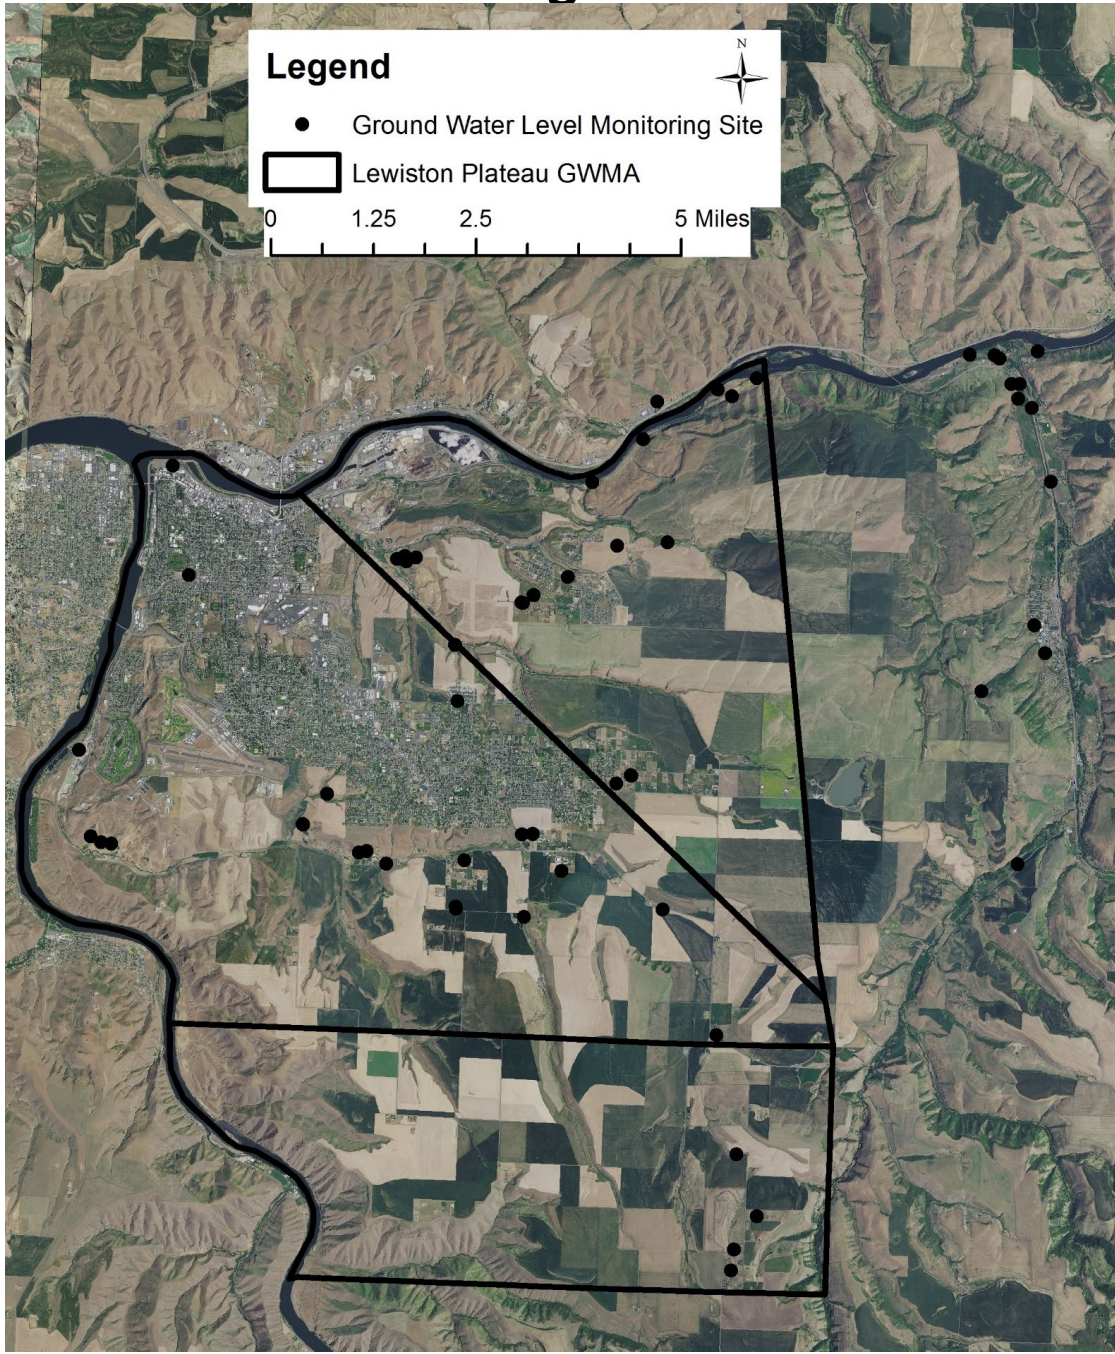 Legend
N
Ground Water Level Monitoring Site
Lewiston Plateau GWMA
0 1.25 2.5 5 Miles